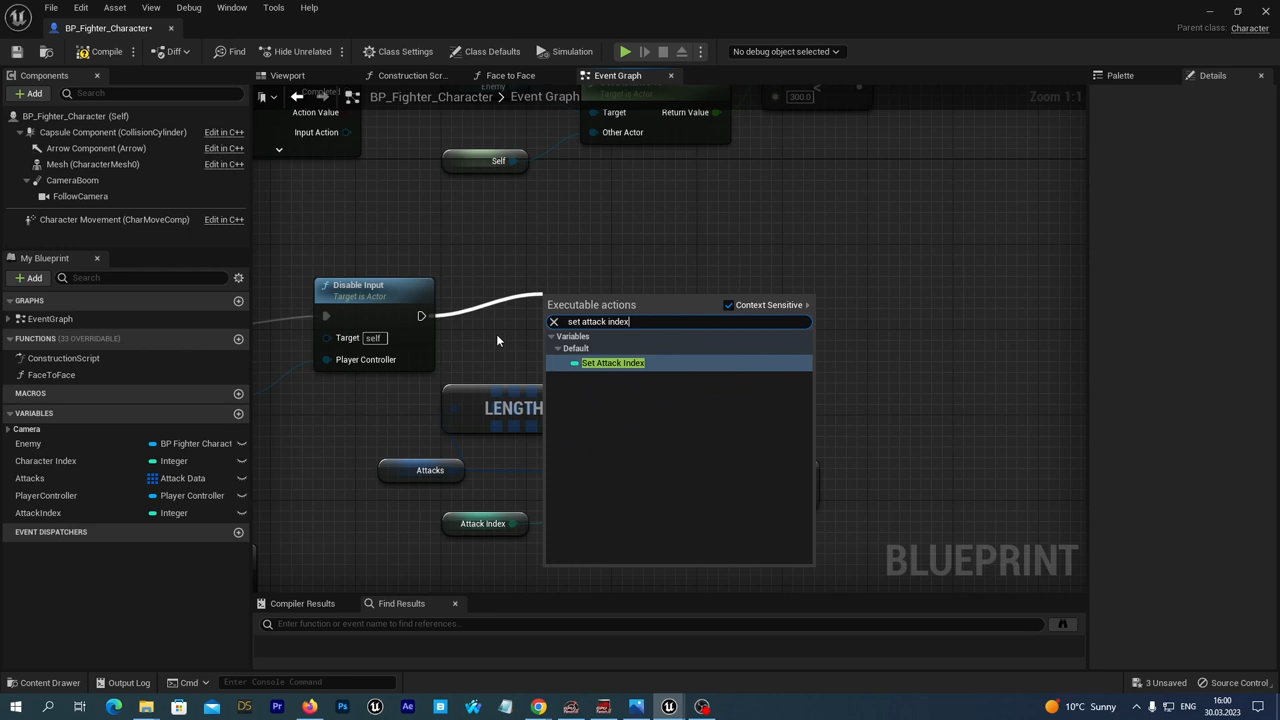 File Edit Asset View Debug Window Tools Help
BP_Fighter_Character*
Parent class: Character
Compile Diff Find Hide Unrelated Class Settings Class Defaults Simulation No debug object selected
Components
Viewport Construction Scr... Face to Face Event Graph
Palette Details
Add Search
BP_Fighter_Character > Event Graph
Zoom 1:1
BP_Fighter_Character (Self)
Capsule Component (CollisionCylinder) Edit in C++
Arrow Component (Arrow) Edit in C++
Mesh (CharacterMesh0) Edit in C++
CameraBoom
FollowCamera
Character Movement (CharMoveComp) Edit in C++
Action Value
Input Action
Enemy
Target is Actor
Target
Return Value
Other Actor
300.0
<
Self
My Blueprint
Add Search
GRAPHS
EventGraph
FUNCTIONS (33 OVERRIDABLE)
ConstructionScript
FaceToFace
MACROS
VARIABLES
Camera
Enemy BP Fighter Charact
Character Index Integer
Attacks Attack Data
PlayerController Player Controller
AttackIndex Integer
EVENT DISPATCHERS
Disable Input
Target is Actor
Target self
Player Controller
LENGTH
Attacks
Attack Index
Executable actions Context Sensitive
set attack index
Variables
Default
Set Attack Index
BLUEPRINT
Compiler Results Find Results
Enter function or event name to find references...
Content Drawer Output Log Cmd Enter Console Command 3 Unsaved Source Control
DS Pr Ps Ae
10°C Sunny
ENG
16:00
30.03.2023